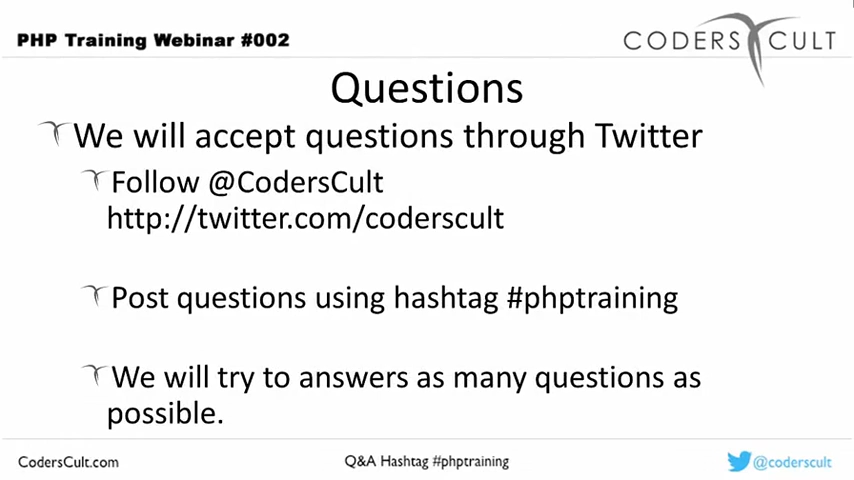 PHP Training Webinar #002
CODERS CULT
Questions
We will accept questions through Twitter
Follow @CodersCult
http://twitter.com/coderscult
Post questions using hashtag #phptraining
We will try to answers as many questions as
possible.
CodersCult.com
Q&A Hashtag #phptraining
@coderscult